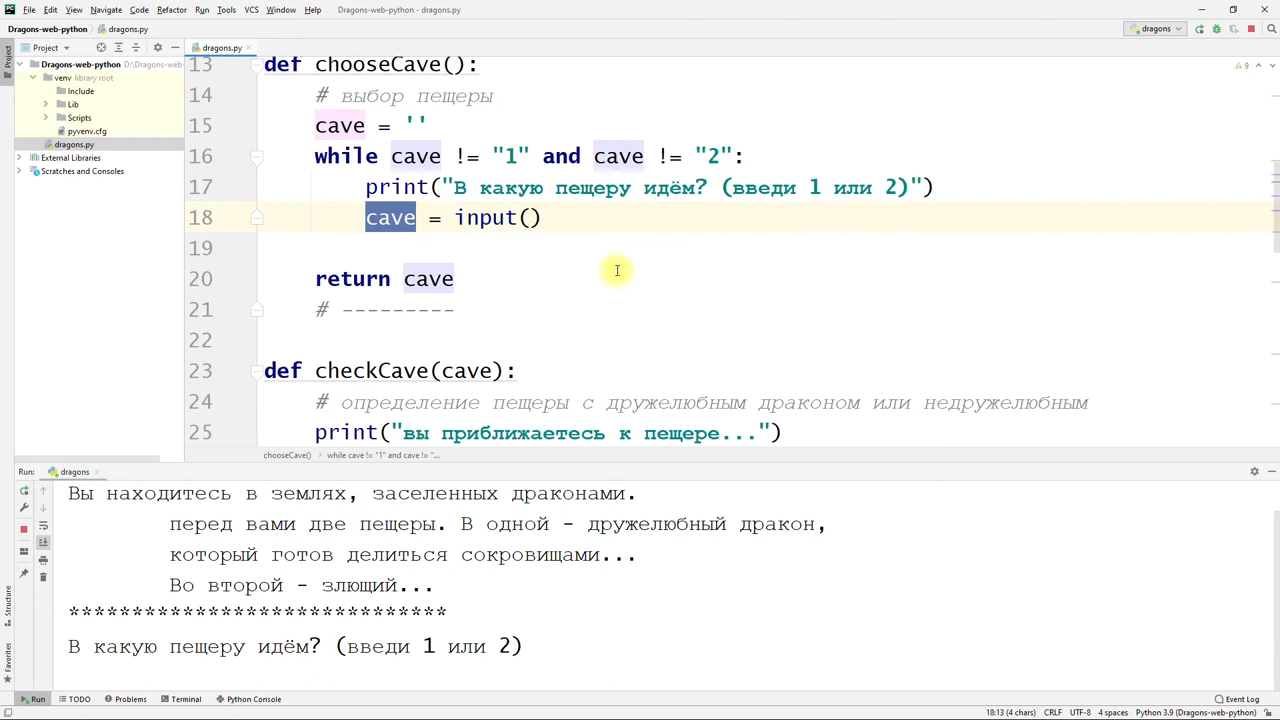 File Edit View Navigate Code Refactor Run Tools VCS Window Help Dragons-web-python - dragons.py
Dragons-web-python dragons.py dragons
Project dragons.py
Project
Dragons-web-python D:\Dragons-web-
venv library root
Include
Lib
Scripts
pyvenv.cfg
dragons.py
External Libraries
Scratches and Consoles
9
13 def chooseCave():
14 # выбор пещеры
15 cave = ''
16 while cave != "1" and cave != "2":
17 print("В какую пещеру идём? (введи 1 или 2)")
18 cave = input()
19
20 return cave
21 # ---------
22
23 def checkCave(cave):
24 # определение пещеры с дружелюбным драконом или недружелюбным
25 print("вы приближаетесь к пещере...")
chooseCave() while cave != "1" and cave != "...
Run: dragons
Вы находитесь в землях, заселенных драконами.
перед вами две пещеры. В одной - дружелюбный дракон,
который готов делиться сокровищами...
Во второй - злющий...
******************************
В какую пещеру идём? (введи 1 или 2)
Structure
Favorites
Run TODO Problems Terminal Python Console Event Log
18:13 (4 chars) CRLF UTF-8 4 spaces Python 3.9 (Dragons-web-python)